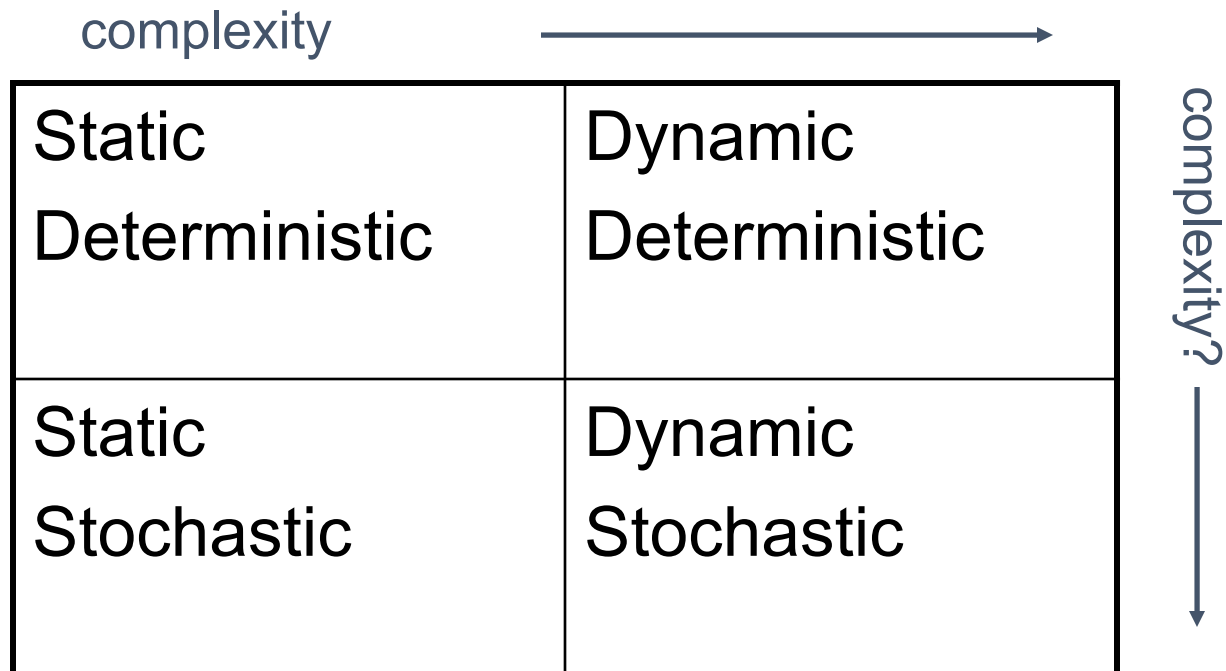 complexity
Static
Deterministic
Dynamic
Deterministic
complexity?
Static
Stochastic
Dynamic
Stochastic